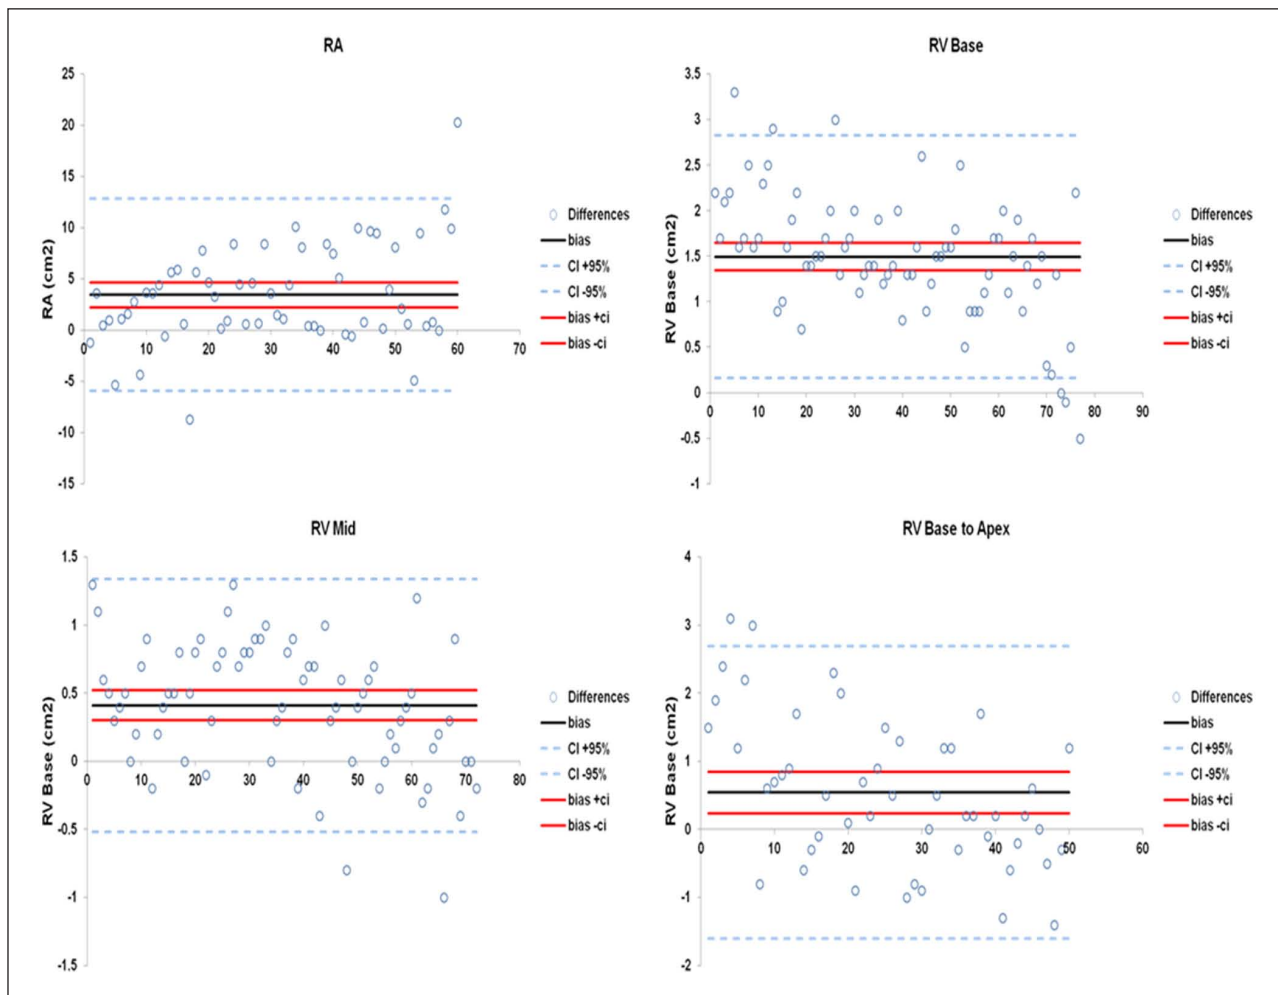 RA
RA (cm2)
25
20
15
10
5
0
-5
-10
-15
0
10
20
30
40
50
60
70
Differences
bias
CI +95%
CI -95%
bias +ci
bias -ci
RV Base
RV Base (cm2)
3.5
3
2.5
2
1.5
1
0.5
0
-0.5
-1
0
10
20
30
40
50
60
70
80
90
Differences
bias
CI +95%
CI -95%
bias +ci
bias -ci
RV Mid
RV Base (cm2)
1.5
1
0.5
0
-0.5
-1
-1.5
0
10
20
30
40
50
60
70
80
Differences
bias
CI +95%
CI -95%
bias +ci
bias -ci
RV Base to Apex
RV Base (cm2)
4
3
2
1
0
-1
-2
0
10
20
30
40
50
60
Differences
bias
CI +95%
CI -95%
bias +ci
bias -ci